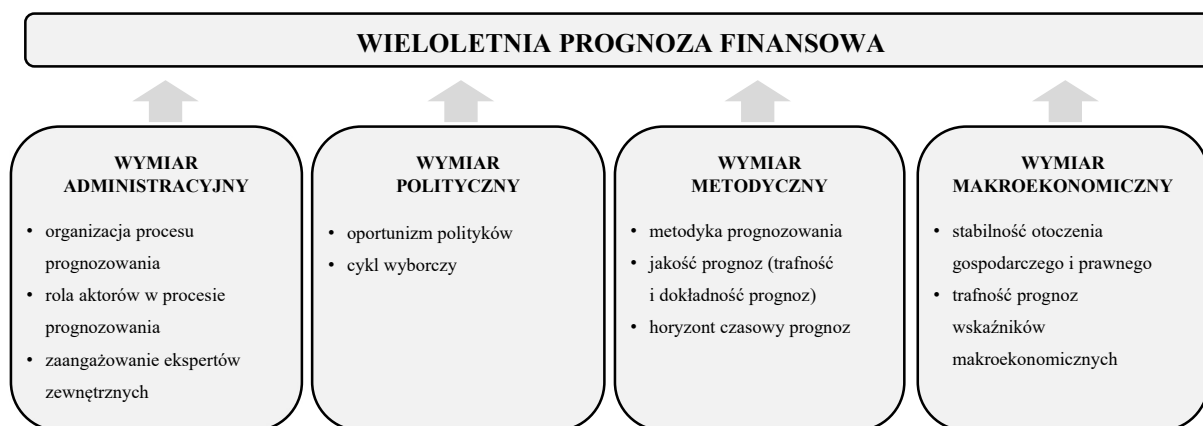 WIELOLETNIA PROGNOZA FINANSOWA
WYMIAR
ADMINISTRACYJNY
• organizacja procesu
prognozowania
• rola aktorów w procesie
prognozowania
• zaangażowanie ekspertów
zewnętrznych
WYMIAR
POLITYCZNY
• oportunizm polityków
• cykl wyborczy
WYMIAR
METODYCZNY
• metodyka prognozowania
• jakość prognoz (trafność
i dokładność prognoz)
• horyzont czasowy prognoz
WYMIAR
MAKROEKONOMICZNY
• stabilność otoczenia
gospodarczego i prawnego
• trafność prognoz
wskaźników
makroekonomicznych